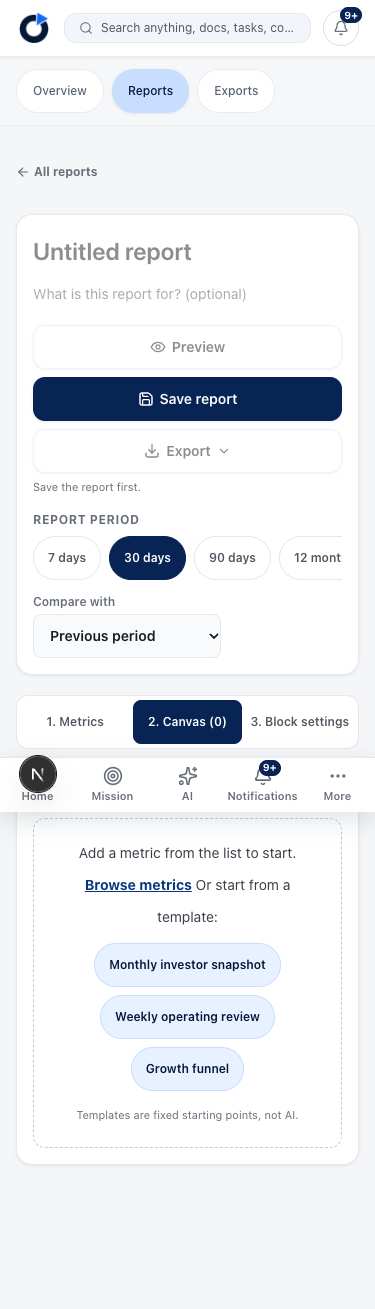 Search anything, docs, tasks, co...
9+
Overview
Reports
Exports
All reports
Untitled report
What is this report for? (optional)
Preview
Save report
Export
Save the report first.
REPORT PERIOD
7 days
30 days
90 days
12 mont
Compare with
Previous period
1. Metrics
2. Canvas (0)
3. Block settings
N
Home
Mission
AI
9+
Notifications
More
Add a metric from the list to start.
Browse metrics Or start from a
template:
Monthly investor snapshot
Weekly operating review
Growth funnel
Templates are fixed starting points, not AI.